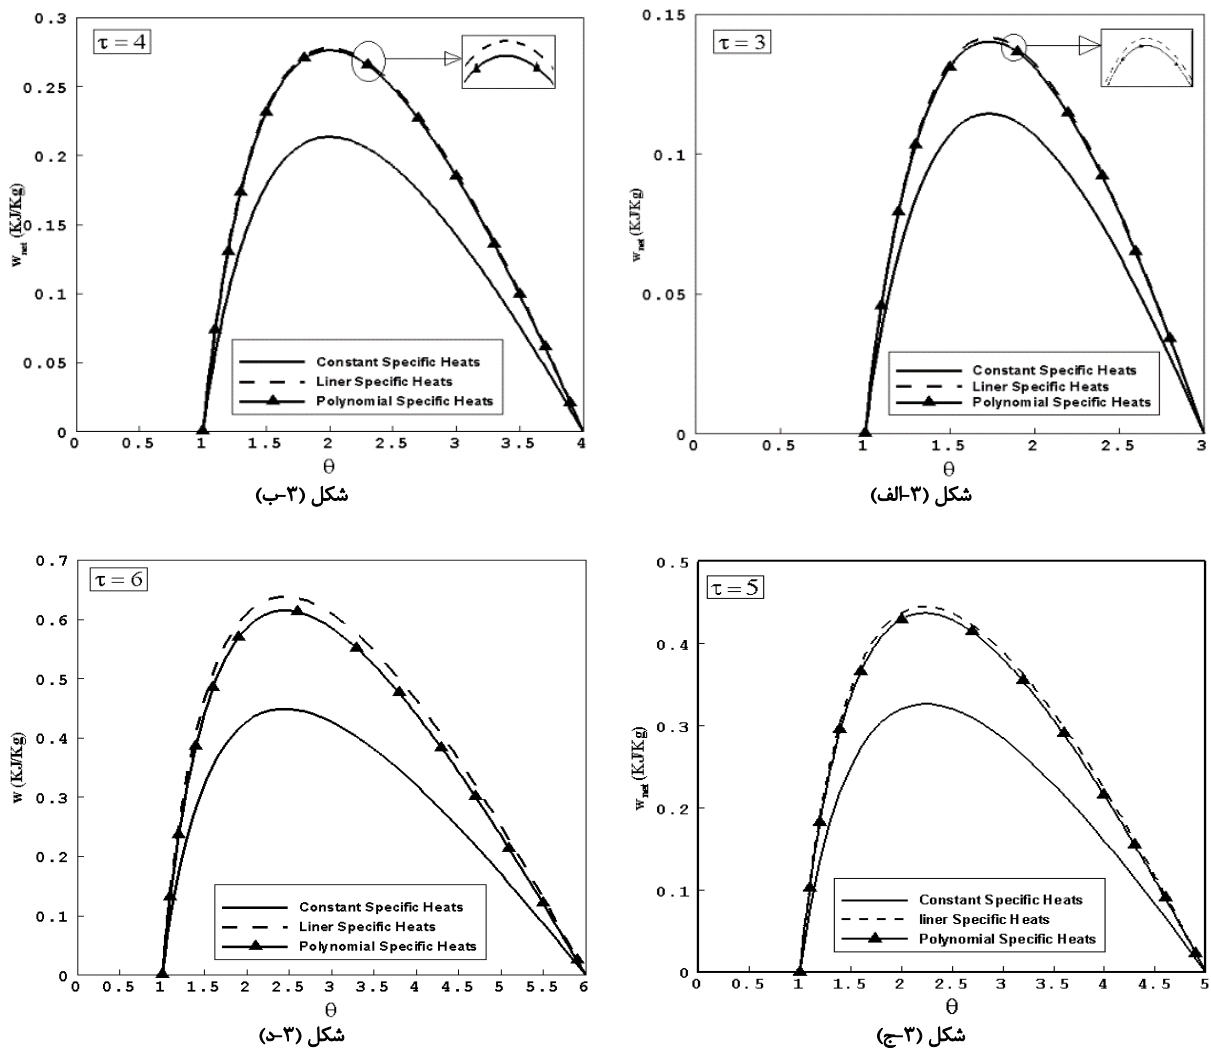 τ = 4
0.3
0.25
0.2
0.15
0.1
0.05
0
w_net (KJ/Kg)
Constant Specific Heats
Liner Specific Heats
Polynomial Specific Heats
0 0.5 1 1.5 2 2.5 3 3.5 4
θ
شکل (۳-ب)
τ = 3
0.15
0.1
0.05
0
w_net (KJKg)
Constant Specific Heats
Linear Specific Heats
Polynomial Specific Heats
0 0.5 1 1.5 2 2.5 3
θ
شکل (۳-الف)
τ = 6
0.7
0.6
0.5
0.4
0.3
0.2
0.1
0
w (KJ/Kg)
Constant Specific Heats
Liner Specific Heats
Polynomial Specific Heats
0 0.5 1 1.5 2 2.5 3 3.5 4 4.5 5 5.5 6
θ
شکل (۳-د)
τ = 5
0.5
0.4
0.3
0.2
0.1
0
w_net (KJ/Kg)
Constant Specific Heats
liner Specific Heats
Polynomial Specific Heats
0 0.5 1 1.5 2 2.5 3 3.5 4 4.5 5
θ
شکل (۳-ج)